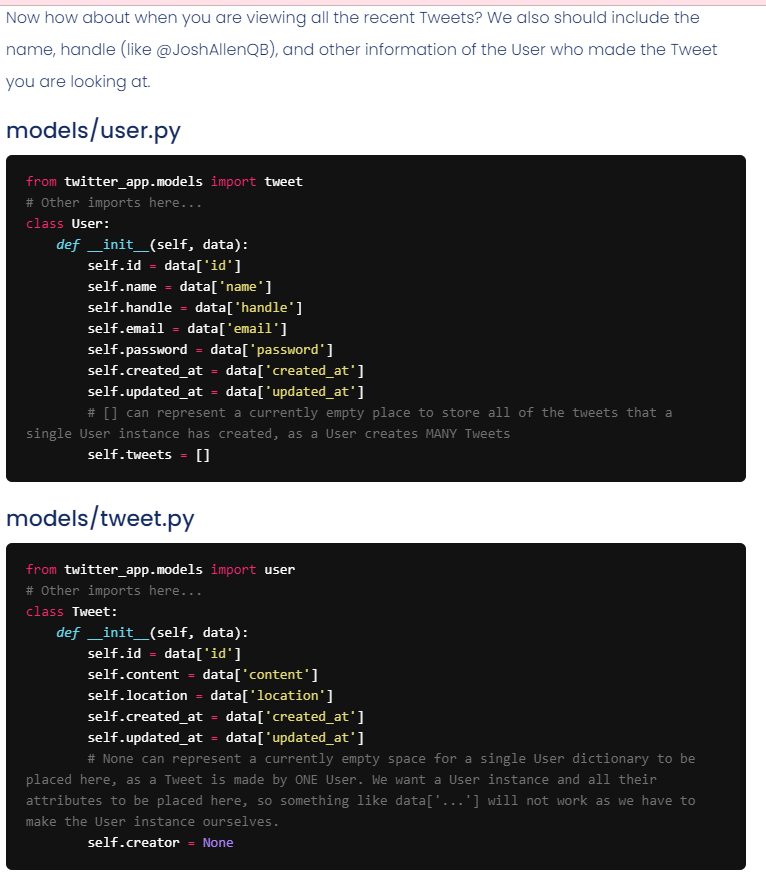 Now how about when you are viewing all the recent Tweets? We also should include the
name, handle (like @JoshAllenQB), and other information of the User who made the Tweet
you are looking at.
models/user.py
from twitter_app.models import tweet
# Other imports here...
class User:
    def __init__(self, data):
        self.id = data['id']
        self.name = data['name']
        self.handle = data['handle']
        self.email = data['email']
        self.password = data['password']
        self.created_at = data['created_at']
        self.updated_at = data['updated_at']
        # [] can represent a currently empty place to store all of the tweets that a
single User instance has created, as a User creates MANY Tweets
        self.tweets = []
models/tweet.py
from twitter_app.models import user
# Other imports here...
class Tweet:
    def __init__(self, data):
        self.id = data['id']
        self.content = data['content']
        self.location = data['location']
        self.created_at = data['created_at']
        self.updated_at = data['updated_at']
        # None can represent a currently empty space for a single User dictionary to be
placed here, as a Tweet is made by ONE User. We want a User instance and all their
attributes to be placed here, so something like data['...'] will not work as we have to
make the User instance ourselves.
        self.creator = None